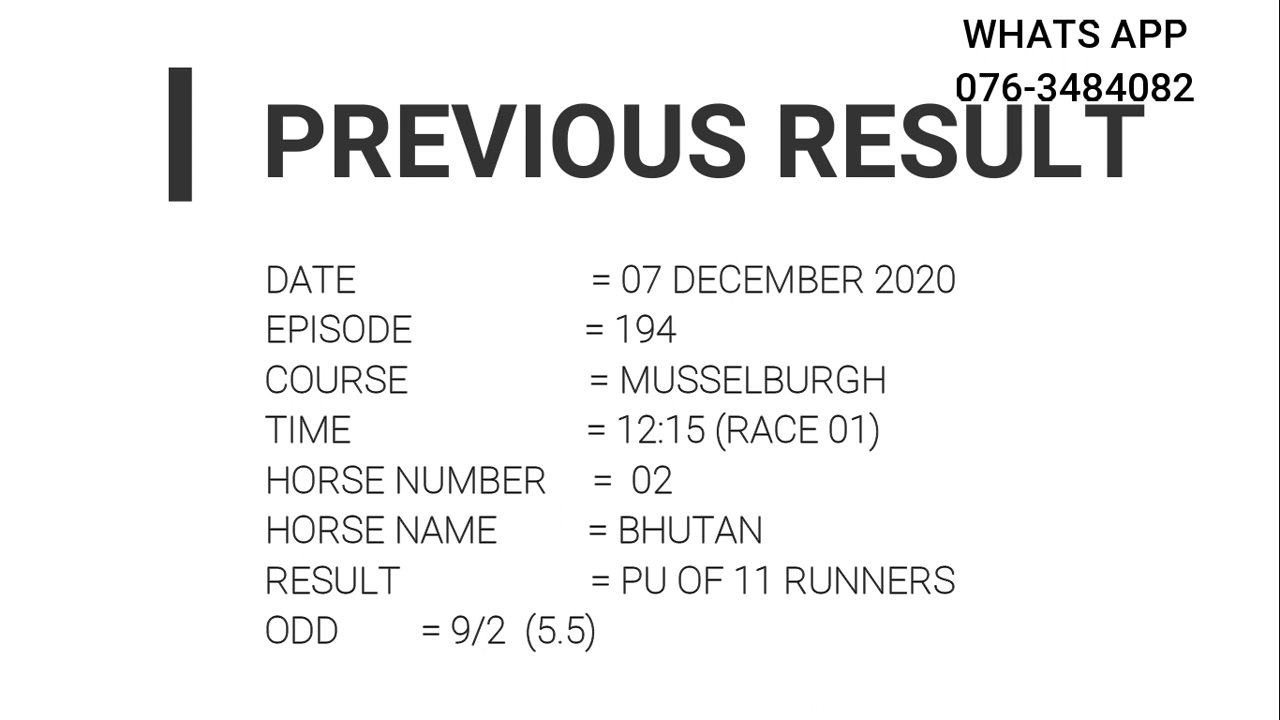 WHATS APP
076-3484082
PREVIOUS RESULT
DATE = 07 DECEMBER 2020
EPISODE = 194
COURSE = MUSSELBURGH
TIME = 12:15 (RACE 01)
HORSE NUMBER = 02
HORSE NAME = BHUTAN
RESULT = PU OF 11 RUNNERS
ODD = 9/2 (5.5)